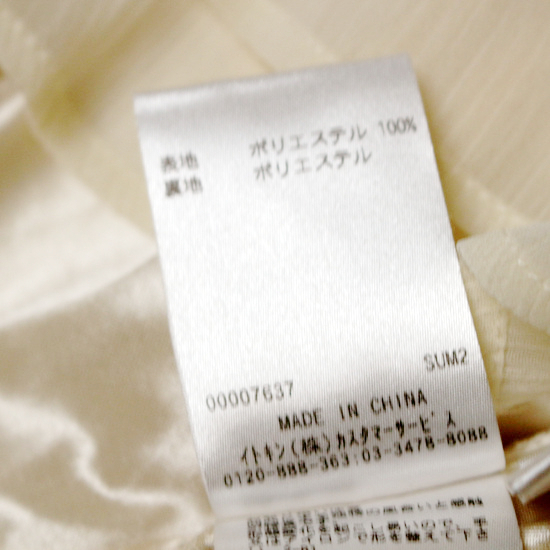 表地 ポリエステル 100%
裏地 ポリエステル
SUM2
00007637
MADE IN CHINA
イトキン(株)カスタマーサービス
0120-888-363:03-3478-8088